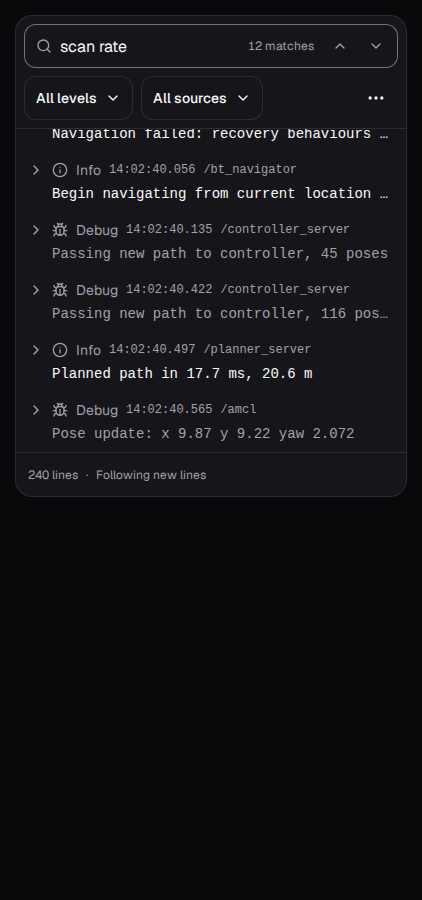 scan rate 12 matches
All levels All sources
Navigation failed: recovery behaviours …
Info 14:02:40.056 /bt_navigator
Begin navigating from current location …
Debug 14:02:40.135 /controller_server
Passing new path to controller, 45 poses
Debug 14:02:40.422 /controller_server
Passing new path to controller, 116 pos…
Info 14:02:40.497 /planner_server
Planned path in 17.7 ms, 20.6 m
Debug 14:02:40.565 /amcl
Pose update: x 9.87 y 9.22 yaw 2.072
240 lines · Following new lines